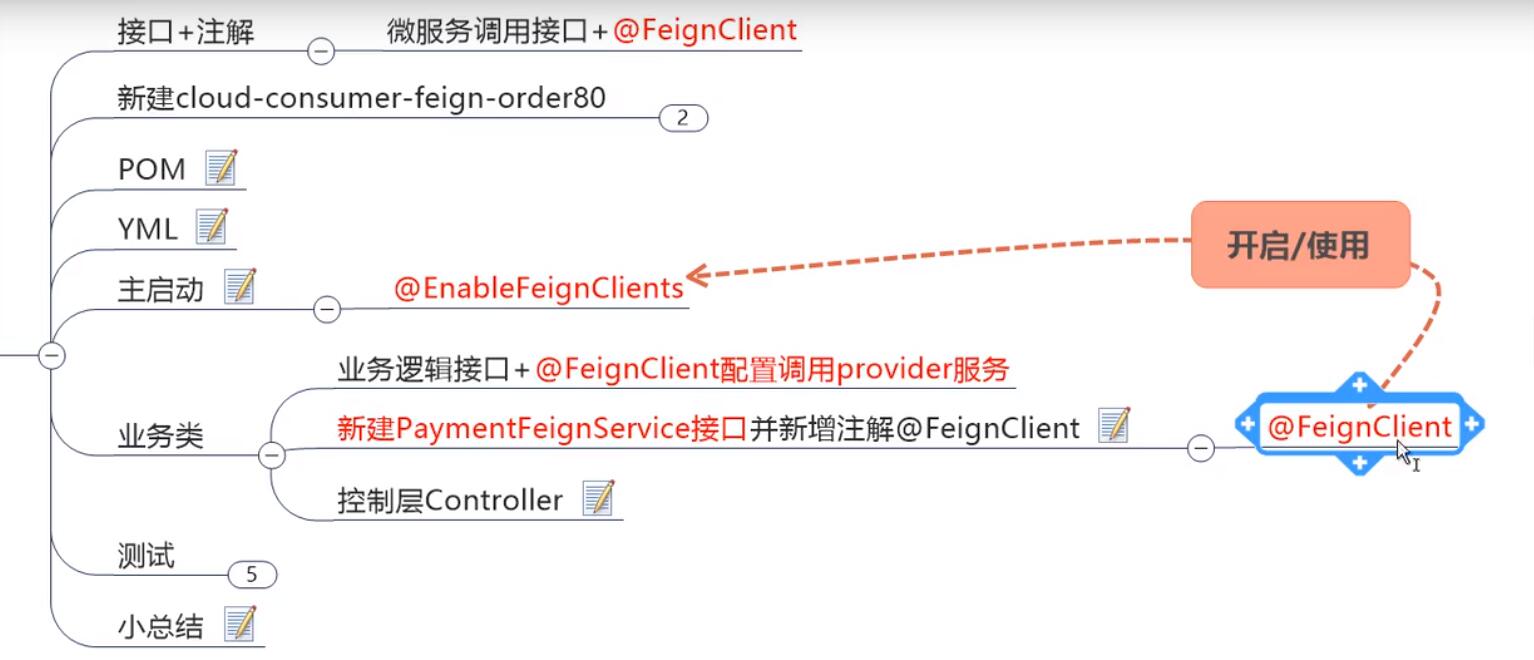 接口+注解
微服务调用接口+@FeignClient
新建cloud-consumer-feign-order80
2
POM
YML
主启动
@EnableFeignClients
开启/使用
业务类
业务逻辑接口+@FeignClient配置调用provider服务
新建PaymentFeignService接口并新增注解@FeignClient
@FeignClient
控制层Controller
测试
5
小总结